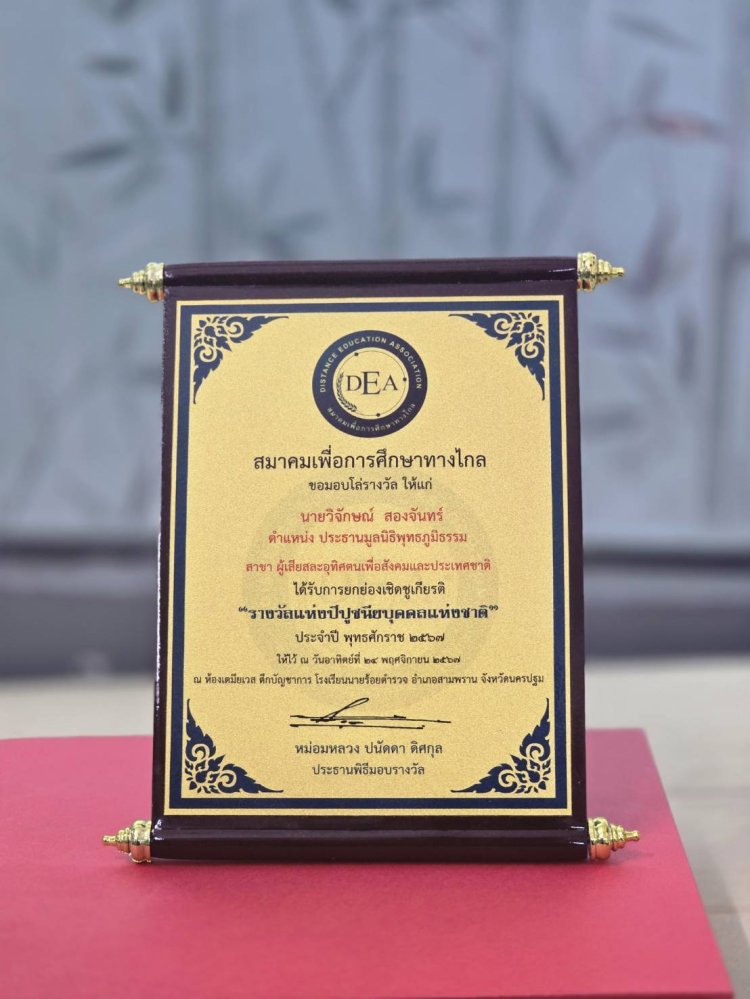 DISTANCE EDUCATION ASSOCIATION
DEA
สมาคมเพื่อการศึกษาทางไกล
สมาคมเพื่อการศึกษาทางไกล
ขอมอบโล่รางวัล ให้แก่
นายวิจักษณ์ สองจันทร์
ตำแหน่ง ประธานมูลนิธิพุทธภูมิธรรม
สาขา ผู้เสียสละอุทิศตนเพื่อสังคมและประเทศชาติ
ได้รับการยกย่องเชิดชูเกียรติ
“รางวัลแห่งปีปูชนียบุคคลแห่งชาติ”
ประจำปี พุทธศักราช ๒๕๖๗
ให้ไว้ ณ วันอาทิตย์ที่ ๒๔ พฤศจิกายน ๒๕๖๗
ณ ห้องเตมียเวส ตึกบัญชาการ โรงเรียนนายร้อยตำรวจ อำเภอสามพราน จังหวัดนครปฐม
หม่อมหลวง ปนัดดา ดิศกุล
ประธานพิธีมอบรางวัล